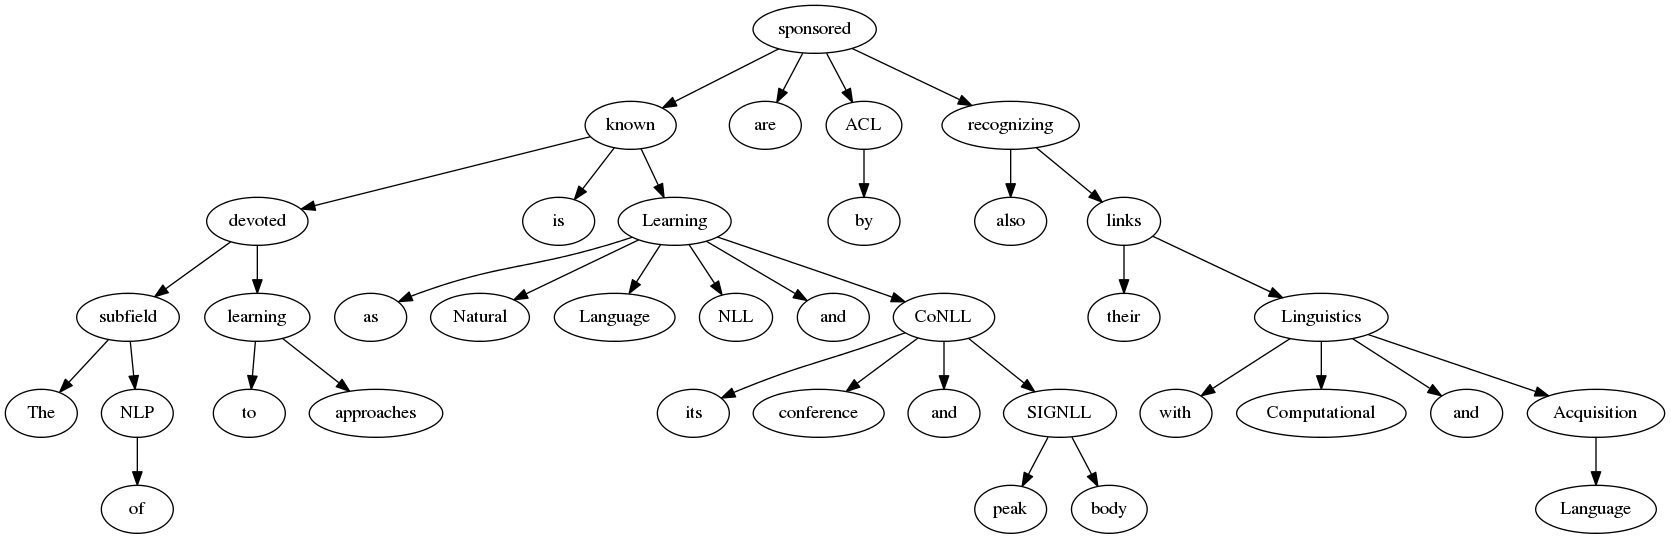 sponsored
known are ACL recognizing
devoted is Learning by also links
subfield learning as Natural Language NLL and CoNLL their Linguistics
The NLP to approaches its conference and SIGNLL with Computational and Acquisition
of peak body Language